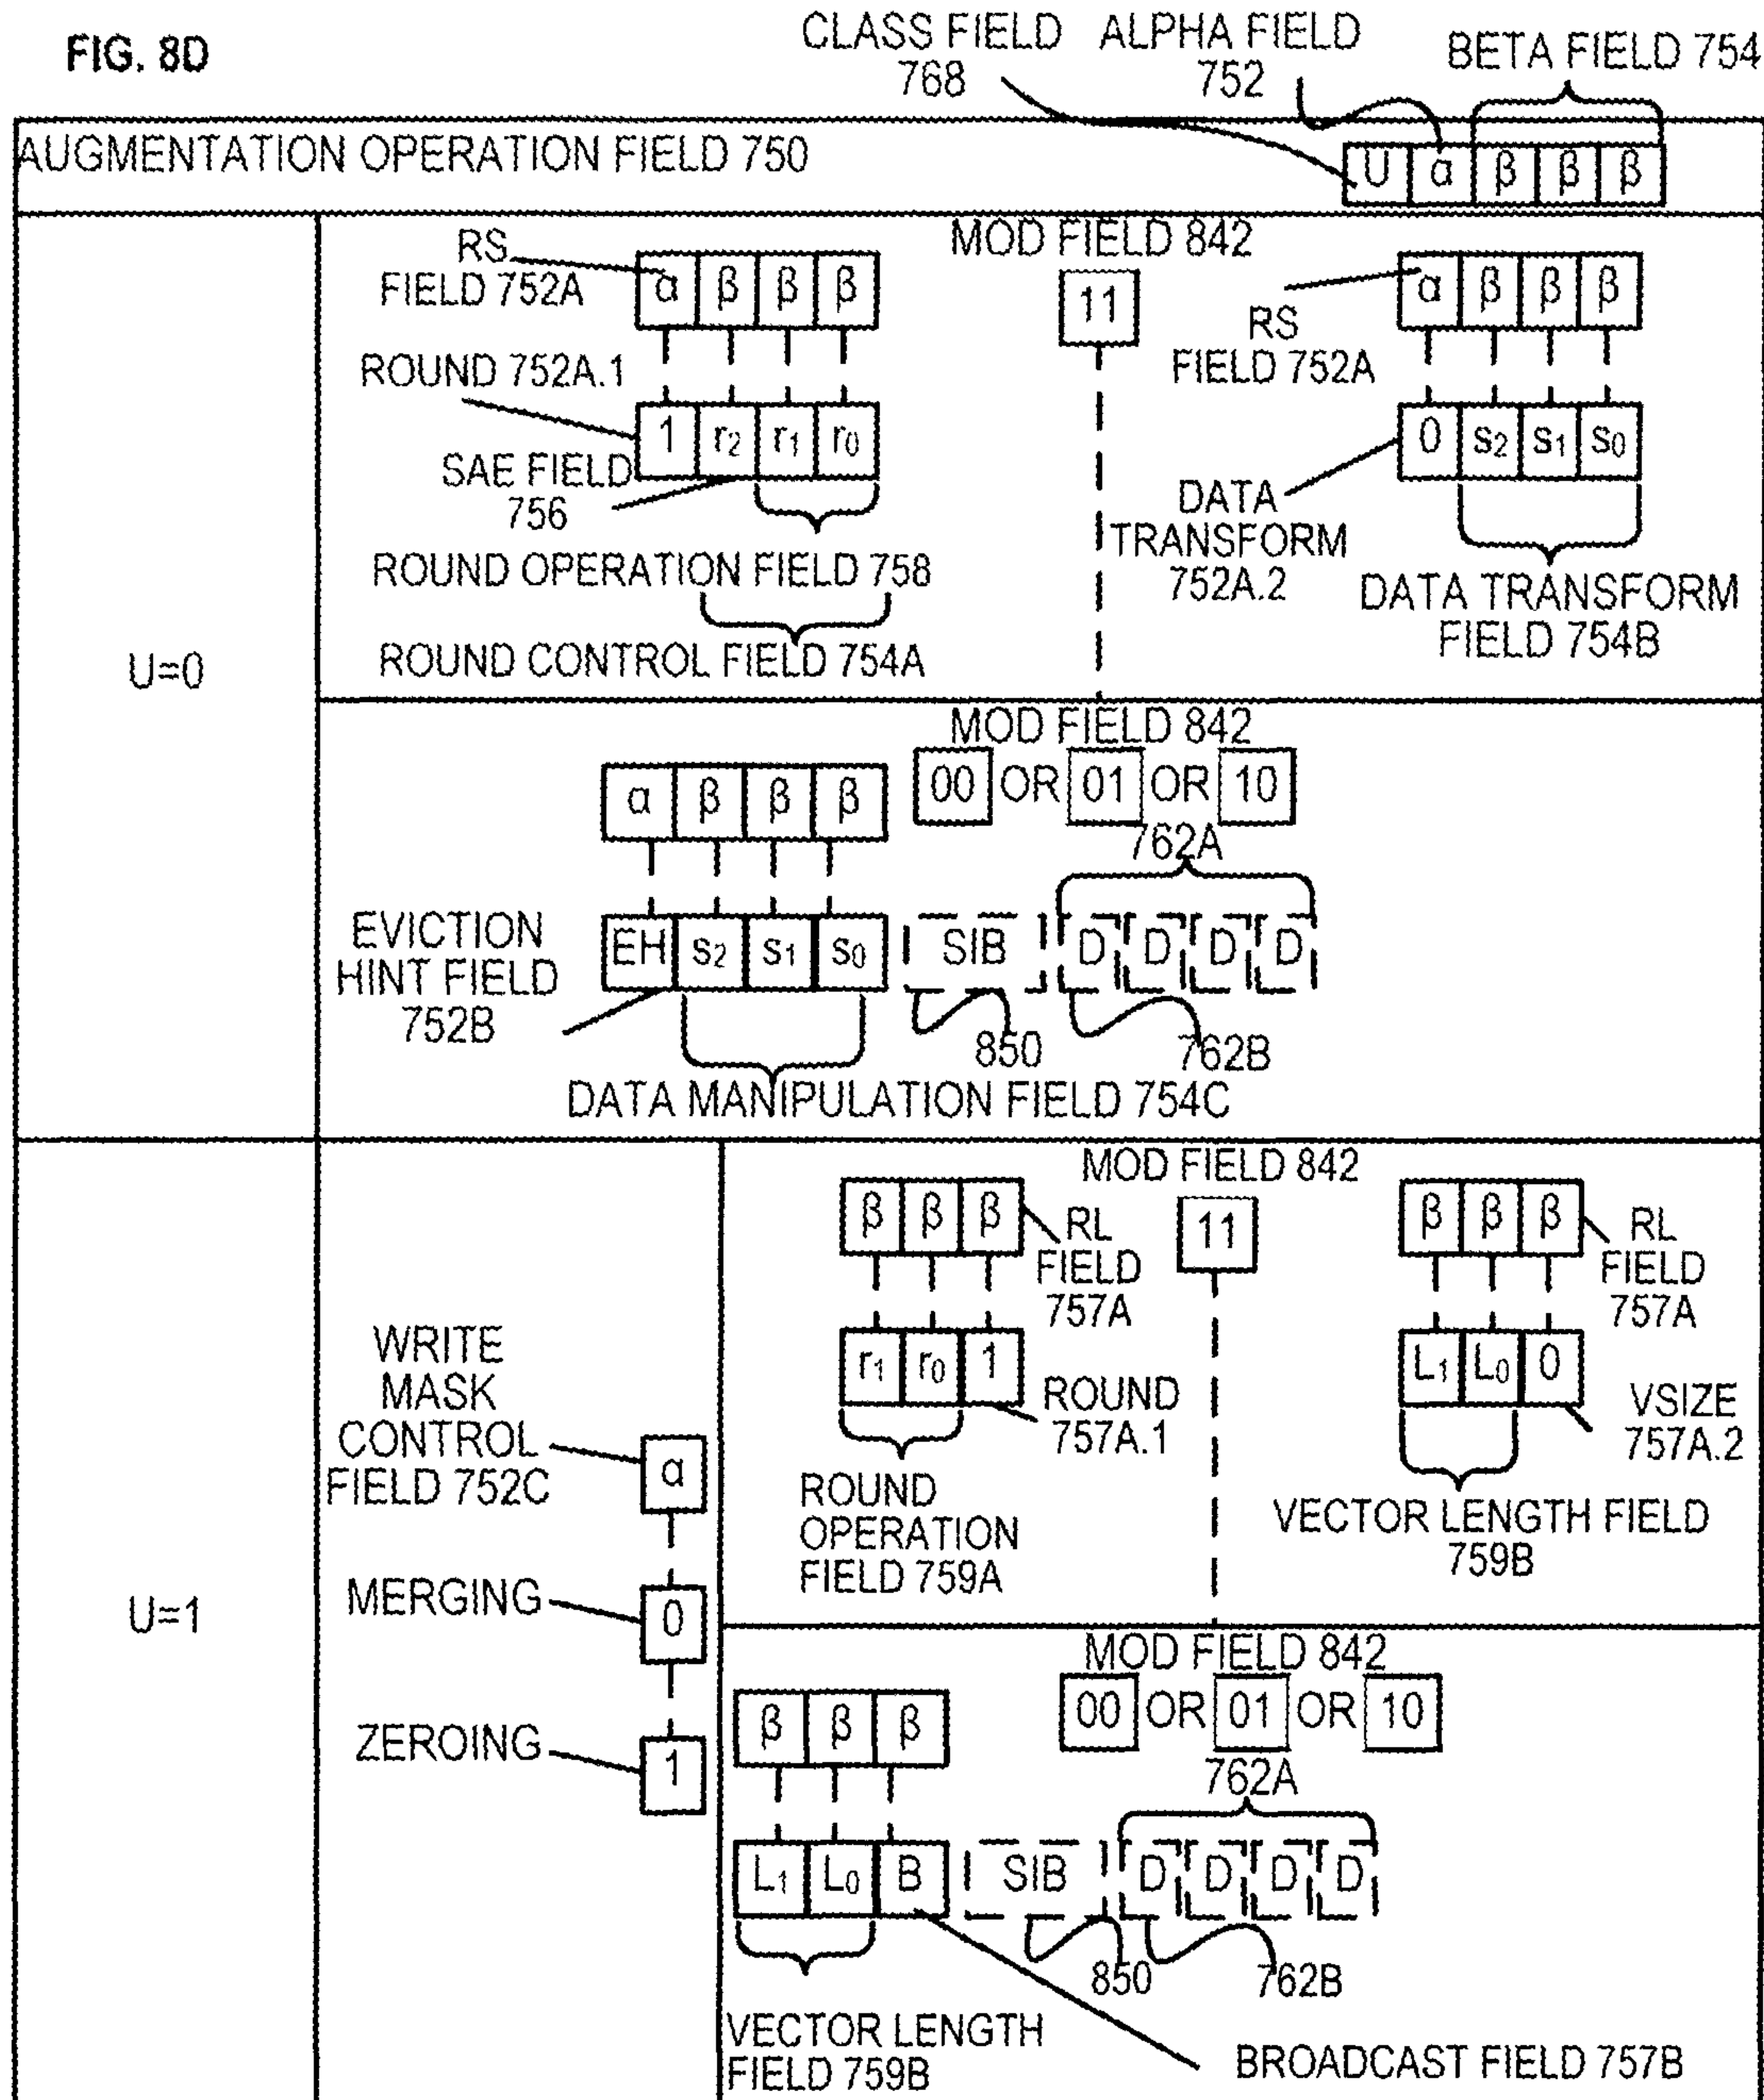 FIG. 8D
CLASS FIELD
768
ALPHA FIELD
752
BETA FIELD 754
AUGMENTATION OPERATION FIELD 750
U α β β β
U=0
MOD FIELD 842
11
RS
FIELD 752A
α β β β
ROUND 752A.1
1 r2 r1 r0
SAE FIELD
756
ROUND OPERATION FIELD 758
ROUND CONTROL FIELD 754A
α β β β
RS
FIELD 752A
0 s2 s1 s0
DATA
TRANSFORM
752A.2
DATA TRANSFORM
FIELD 754B
MOD FIELD 842
00 OR 01 OR 10
α β β β
762A
EVICTION
HINT FIELD
752B
EH s2 s1 s0 SIB D D D D
850
762B
DATA MANIPULATION FIELD 754C
U=1
WRITE
MASK
CONTROL
FIELD 752C
α
MERGING
0
ZEROING
1
MOD FIELD 842
11
β β β
RL
FIELD
757A
r1 r0 1
ROUND
757A.1
ROUND
OPERATION
FIELD 759A
β β β
RL
FIELD
757A
L1 L0 0
VSIZE
757A.2
VECTOR LENGTH FIELD
759B
MOD FIELD 842
00 OR 01 OR 10
β β β
762A
L1 L0 B SIB D D D D
850
762B
VECTOR LENGTH
FIELD 759B
BROADCAST FIELD 757B